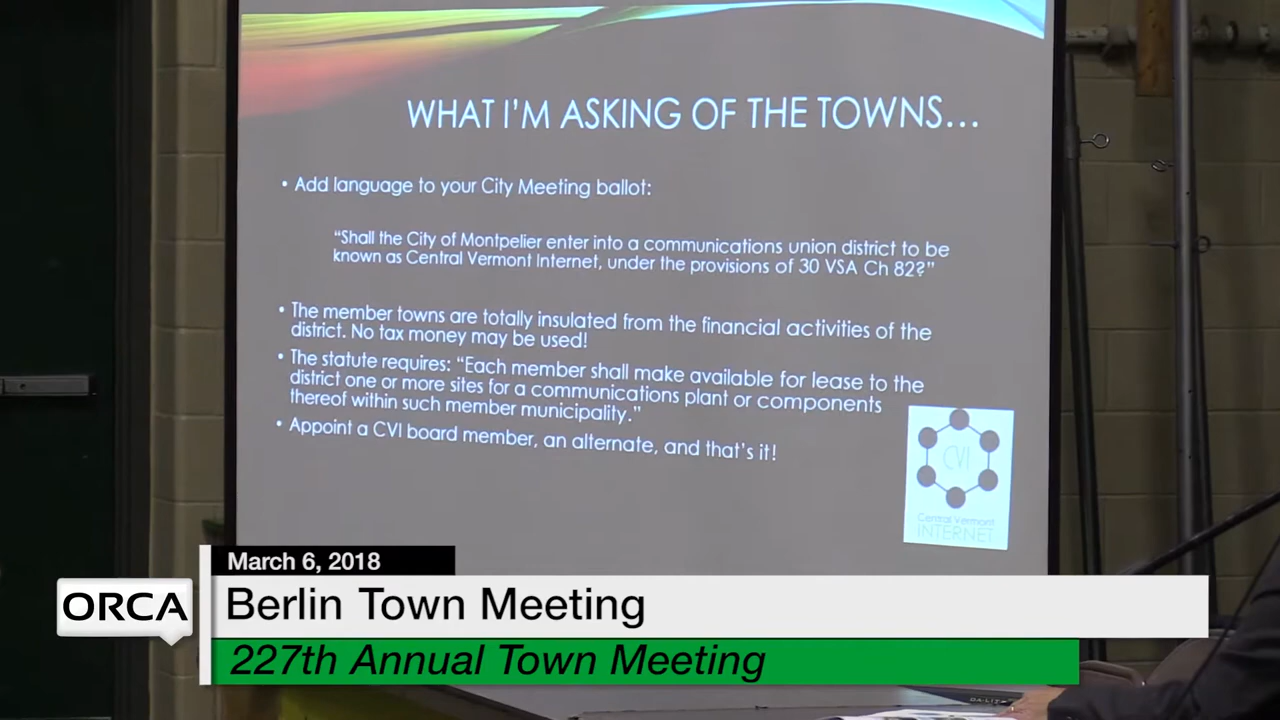 WHAT I'M ASKING OF THE TOWNS...
• Add language to your City Meeting ballot:
"Shall the City of Montpelier enter into a communications union district to be
known as Central Vermont Internet, under the provisions of 30 VSA Ch 82?"
• The member towns are totally insulated from the financial activities of the
district. No tax money may be used!
• The statute requires: "Each member shall make available for lease to the
district one or more sites for a communications plant or components
thereof within such member municipality."
• Appoint a CVI board member, an alternate, and that's it!
CVI
Central Vermont
INTERNET
March 6, 2018
ORCA
Berlin Town Meeting
227th Annual Town Meeting
DA-LITE